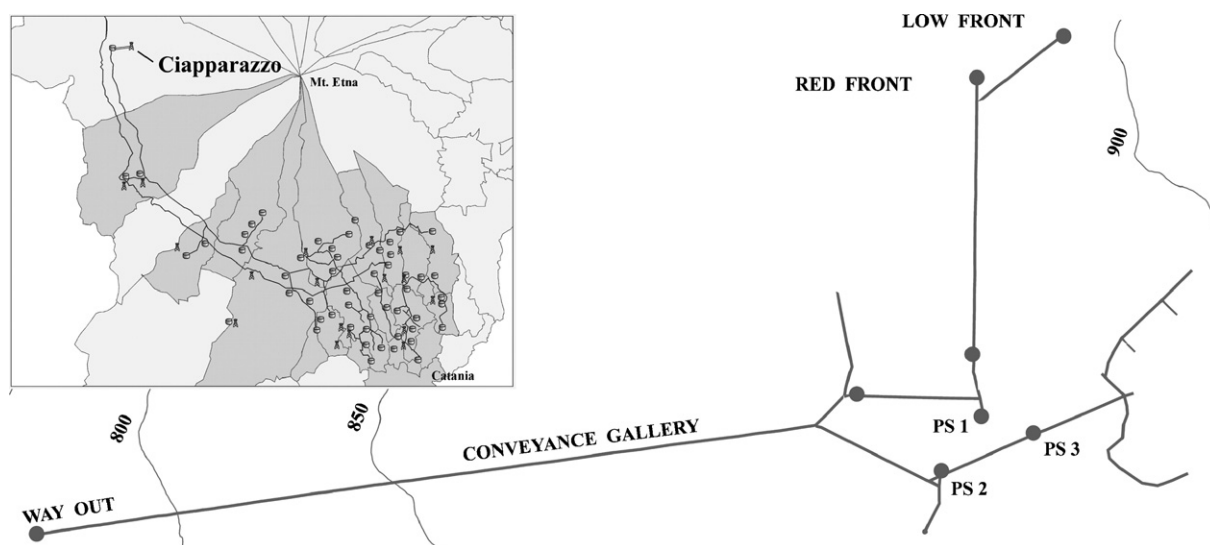 Ciapparazzo
Mt. Etna
Catania
LOW FRONT
RED FRONT
900
800
850
CONVEYANCE GALLERY
PS 1
PS 3
PS 2
WAY OUT